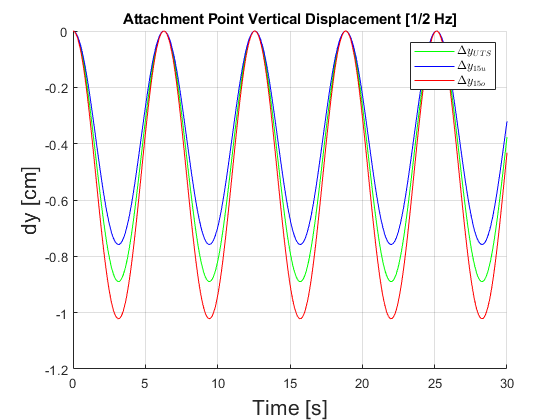 Attachment Point Vertical Displacement [1/2 Hz]
Δy_UTS
Δy_15u
Δy_15o
0
-0.2
-0.4
-0.6
-0.8
-1
-1.2
dy [cm]
0 5 10 15 20 25 30
Time [s]